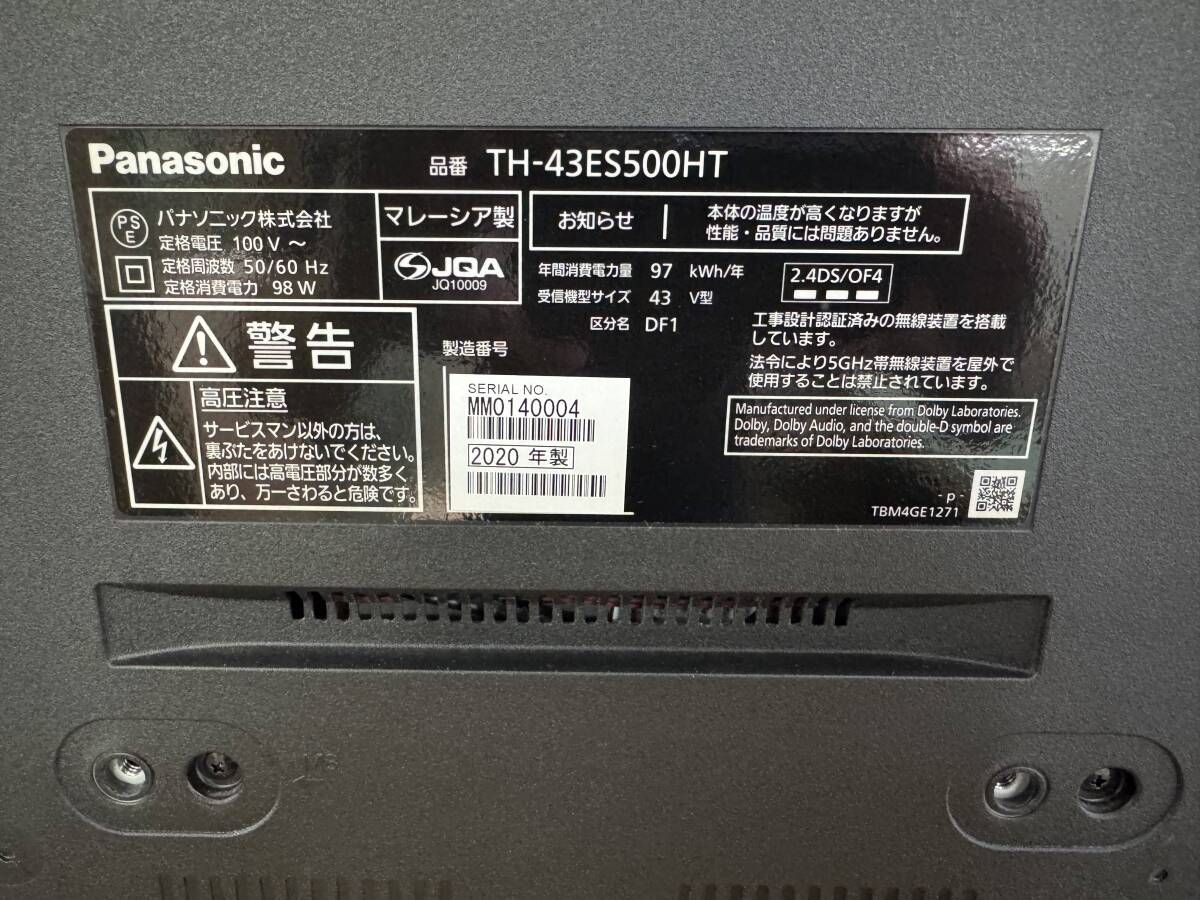 Panasonic
品番 TH-43ES500HT
PS
E
パナソニック株式会社
定格電圧 100 V ～
定格周波数 50/60 Hz
定格消費電力 98 W
マレーシア製
JQA
JQ10009
お知らせ
本体の温度が高くなりますが
性能・品質には問題ありません。
年間消費電力量 97 kWh/年
受信機型サイズ 43 V型
区分名 DF1
2.4DS/OF4
工事設計認証済みの無線装置を搭載
しています。
法令により5GHz帯無線装置を屋外で
使用することは禁止されています。
警告
高圧注意
サービスマン以外の方は、
裏ぶたをあけないでください。
内部には高電圧部分が数多く
あり、万一さわると危険です。
製造番号
SERIAL NO.
MM0140004
2020 年製
Manufactured under license from Dolby Laboratories.
Dolby, Dolby Audio, and the double-D symbol are
trademarks of Dolby Laboratories.
- p -
TBM4GE1271